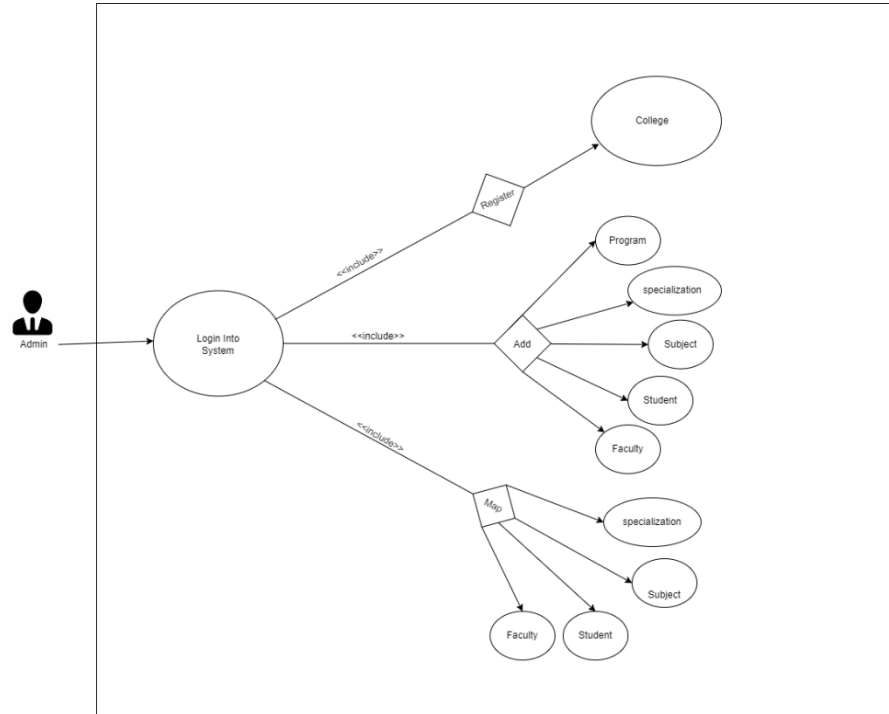 College
Register
<<include>>
Program
specialization
Admin
Login Into
System
<<include>>
Add
Subject
Student
<<include>>
Faculty
Map
specialization
Subject
Faculty
Student